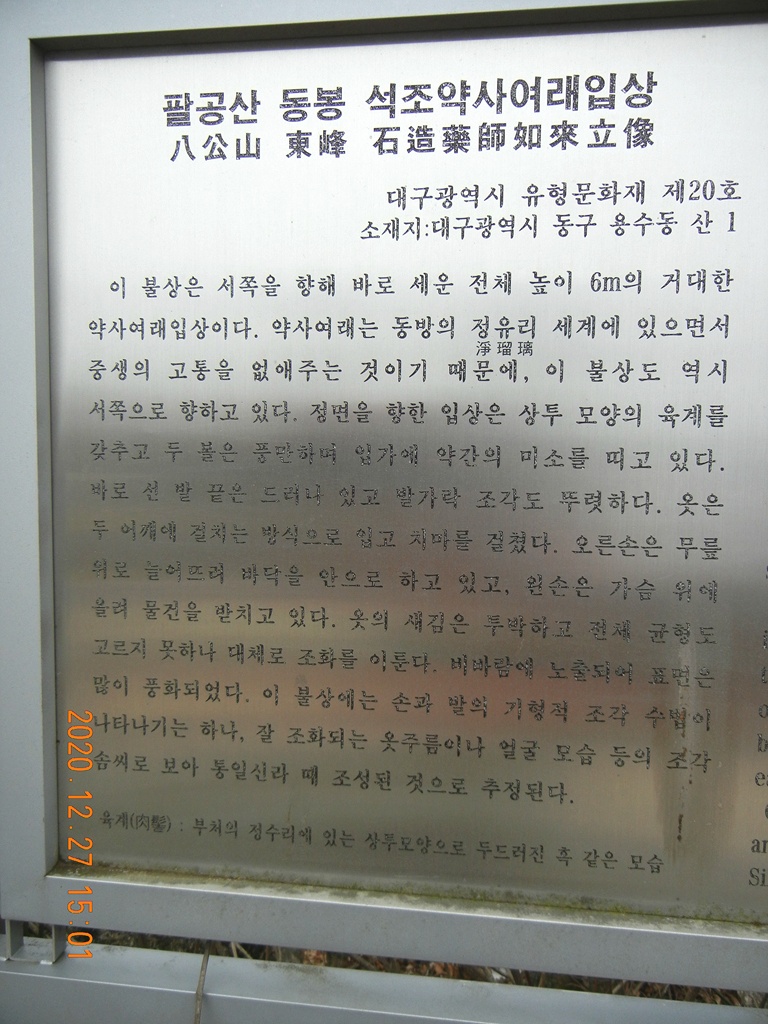 팔공산 동봉 석조약사여래입상
八公山 東峰 石造藥師如來立像
대구광역시 유형문화재 제20호
소재지:대구광역시 동구 용수동 산 1
이 불상은 서쪽을 향해 바로 세운 전체 높이 6m의 거대한
약사여래입상이다. 약사여래는 동방의 정유리 세계에 있으면서
淨瑠璃
중생의 고통을 없애주는 것이기 때문에, 이 불상도 역시
서쪽으로 향하고 있다. 정면을 향한 입상은 상투 모양의 육계를
갖추고 두 볼은 풍만하며 입가에 약간의 미소를 띠고 있다.
바로 선 발 끝은 드러나 있고 발가락 조각도 뚜렷하다. 옷은
두 어깨에 걸치는 방식으로 입고 치마를 걸쳤다. 오른손은 무릎
위로 늘어뜨려 바닥을 안으로 하고 있고, 왼손은 가슴 위에
올려 물건을 받치고 있다. 옷의 새김은 투박하고 전체 균형도
고르지 못하나 대체로 조화를 이룬다. 비바람에 노출되어 표면은
많이 풍화되었다. 이 불상에는 손과 발의 기형적 조각 수법이
나타나기는 하나, 잘 조화되는 옷주름이나 얼굴 모습 등의 조각
솜씨로 보아 통일신라 때 조성된 것으로 추정된다.
육계(肉髻) : 부처의 정수리에 있는 상투모양으로 두드러진 혹 같은 모습
2020.12.27 15:01